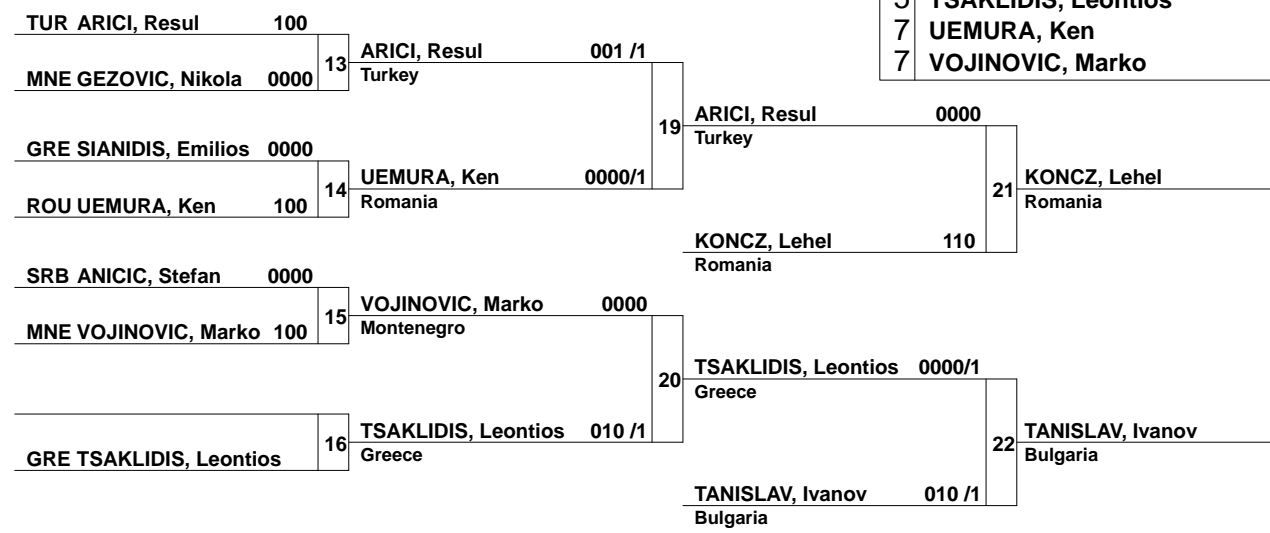 5 TSAKLIDIS, Leontios
7 UEMURA, Ken
7 VOJINOVIC, Marko
TUR ARICI, Resul 100
MNE GEZOVIC, Nikola 0000
13
ARICI, Resul 001 /1
Turkey
GRE SIANIDIS, Emilios 0000
ROU UEMURA, Ken 100
14
UEMURA, Ken 0000/1
Romania
19
ARICI, Resul 0000
Turkey
KONCZ, Lehel 110
Romania
21
KONCZ, Lehel
Romania
SRB ANICIC, Stefan 0000
MNE VOJINOVIC, Marko 100
15
VOJINOVIC, Marko 0000
Montenegro
GRE TSAKLIDIS, Leontios
16
TSAKLIDIS, Leontios 010 /1
Greece
20
TSAKLIDIS, Leontios 0000/1
Greece
TANISLAV, Ivanov 010 /1
Bulgaria
22
TANISLAV, Ivanov
Bulgaria